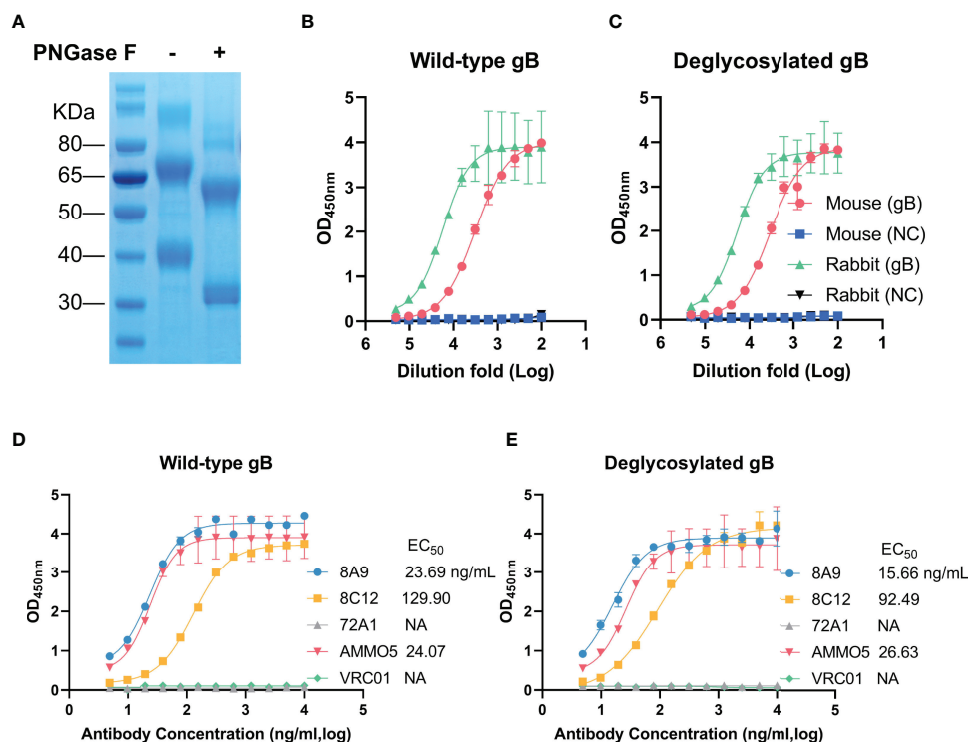 A
PNGase F - +
KDa
80
65
50
40
30
B
Wild-type gB
OD450nm
5
4
3
2
1
0
6 5 4 3 2 1
Dilution fold (Log)
C
Deglycosylated gB
OD450nm
5
4
3
2
1
0
6 5 4 3 2 1
Dilution fold (Log)
Mouse (gB)
Mouse (NC)
Rabbit (gB)
Rabbit (NC)
D
Wild-type gB
OD450nm
5
4
3
2
1
0
0 1 2 3 4 5
Antibody Concentration (ng/ml,log)
EC50
8A9 23.69 ng/mL
8C12 129.90
72A1 NA
AMMO5 24.07
VRC01 NA
E
Deglycosylated gB
OD450nm
5
4
3
2
1
0
0 1 2 3 4 5
Antibody Concentration (ng/ml,log)
EC50
8A9 15.66 ng/mL
8C12 92.49
72A1 NA
AMMO5 26.63
VRC01 NA